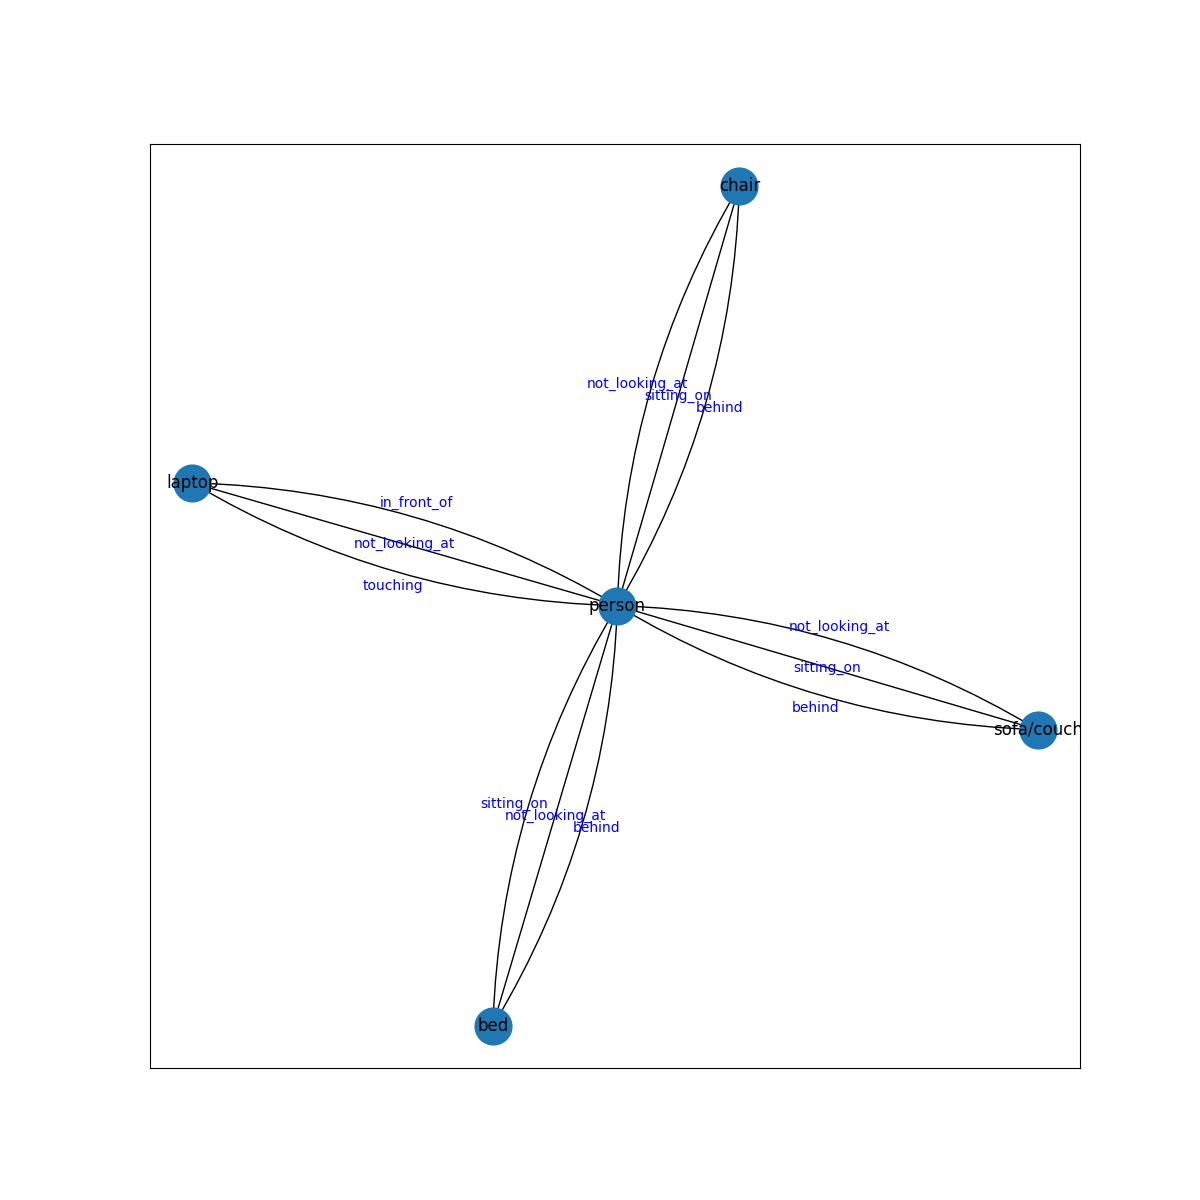 chair
not_looking_at
sitting_on
behind
laptop
in_front_of
not_looking_at
touching
person
not_looking_at
sitting_on
behind
sofa/couch
sitting_on
not_looking_at
behind
bed